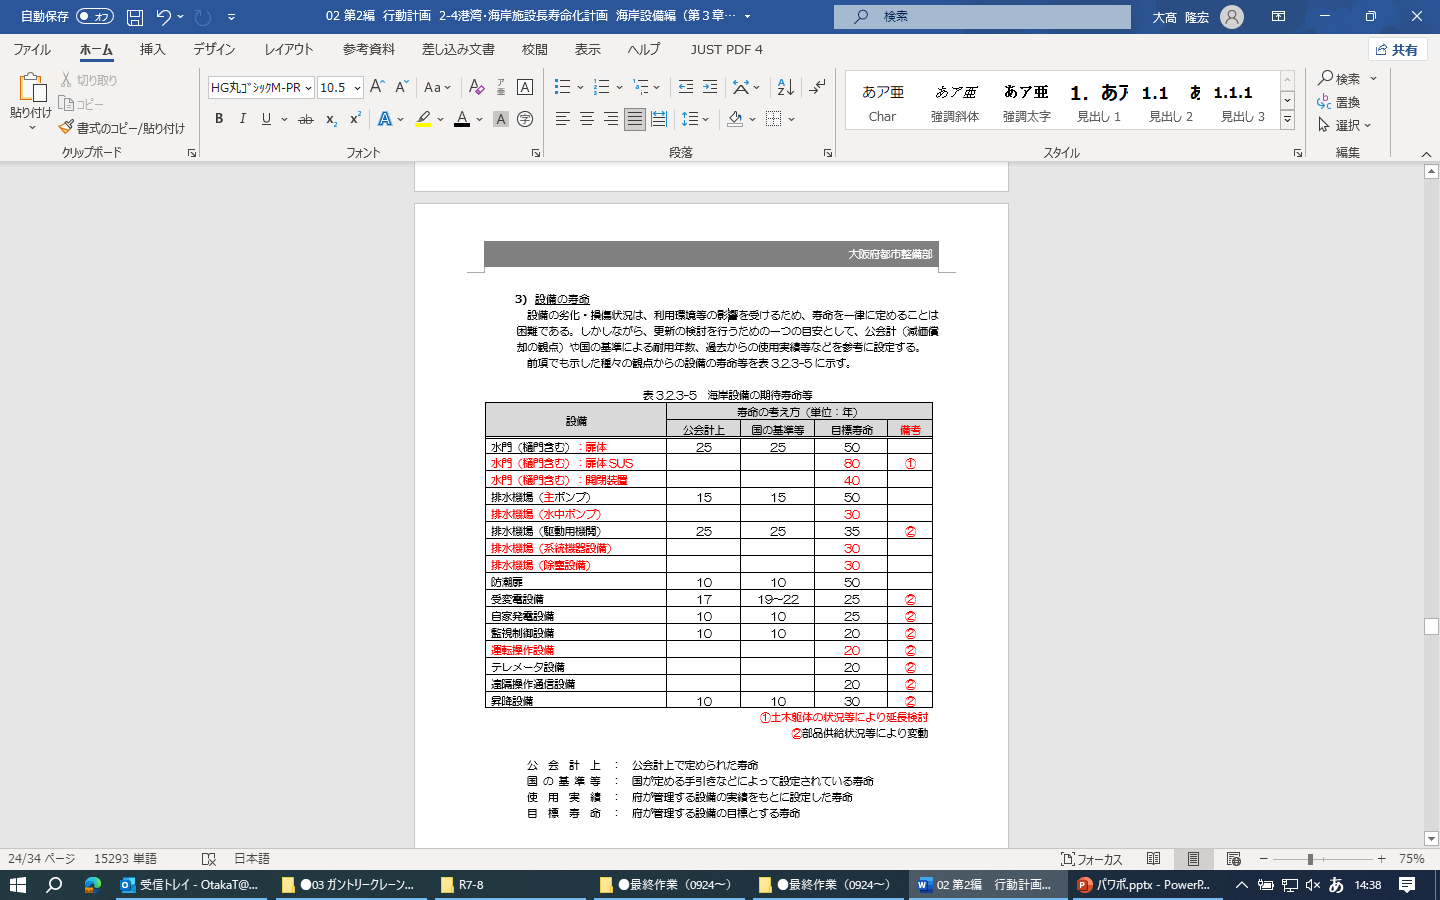 自動保存 オフ 02 第2編 行動計画 2-4港湾・海岸施設長寿命化計画 海岸設備編（第３章… 検索 大髙 隆宏
ファイル ホーム 挿入 デザイン レイアウト 参考資料 差し込み文書 校閲 表示 ヘルプ JUST PDF 4 共有
貼り付け 切り取り コピー 書式のコピー/貼り付け
HG丸ｺﾞｼｯｸM-PR 10.5
あア亜 あア亜 あア亜 1. あア 1.1 あ 1.1.1
Char 強調斜体 強調太字 見出し 1 見出し 2 見出し 3
検索 置換 選択
クリップボード フォント 段落 スタイル 編集
大阪府都市整備部
3) 設備の寿命
設備の劣化・損傷状況は、利用環境等の影響を受けるため、寿命を一律に定めることは
困難である。しかしながら、更新の検討を行うための一つの目安として、公会計（減価償
却の観点）や国の基準による耐用年数、過去からの使用実績等などを参考に設定する。
前項でも示した種々の観点からの設備の寿命等を表 3.2.3-5 に示す。
表 3.2.3-5 海岸設備の期待寿命等
設備 寿命の考え方（単位：年）
公会計上 国の基準等 目標寿命 備考
水門（樋門含む）：扉体 25 25 50
水門（樋門含む）：扉体 SUS 80 ①
水門（樋門含む）：開閉装置 40
排水機場（主ポンプ） 15 15 50
排水機場（水中ポンプ） 30
排水機場（駆動用機関） 25 25 35 ②
排水機場（系統機器設備） 30
排水機場（除塵設備） 30
防潮扉 10 10 50
受変電設備 17 19～22 25 ②
自家発電設備 10 10 25 ②
監視制御設備 10 10 20 ②
運転操作設備 20 ②
テレメータ設備 20 ②
遠隔操作通信設備 20 ②
昇降設備 10 10 30 ②
①土木躯体の状況等により延長検討
②部品供給状況等により変動
公会計上 ： 公会計上で定められた寿命
国の基準等 ： 国が定める手引きなどによって設定されている寿命
使用実績 ： 府が管理する設備の実績をもとに設定した寿命
目標寿命 ： 府が管理する設備の目標とする寿命
24/34 ページ 15293 単語 日本語 フォーカス 75%
受信トレイ - OtakaT@... ●03 ガントリークレーン... R7-8 ●最終作業（0924～） ●最終作業（0924～） 02 第2編 行動計画... パワポ.pptx - PowerP... あ 14:38